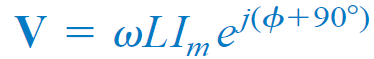 V = ωLI_m e^{j(ϕ+90°)}